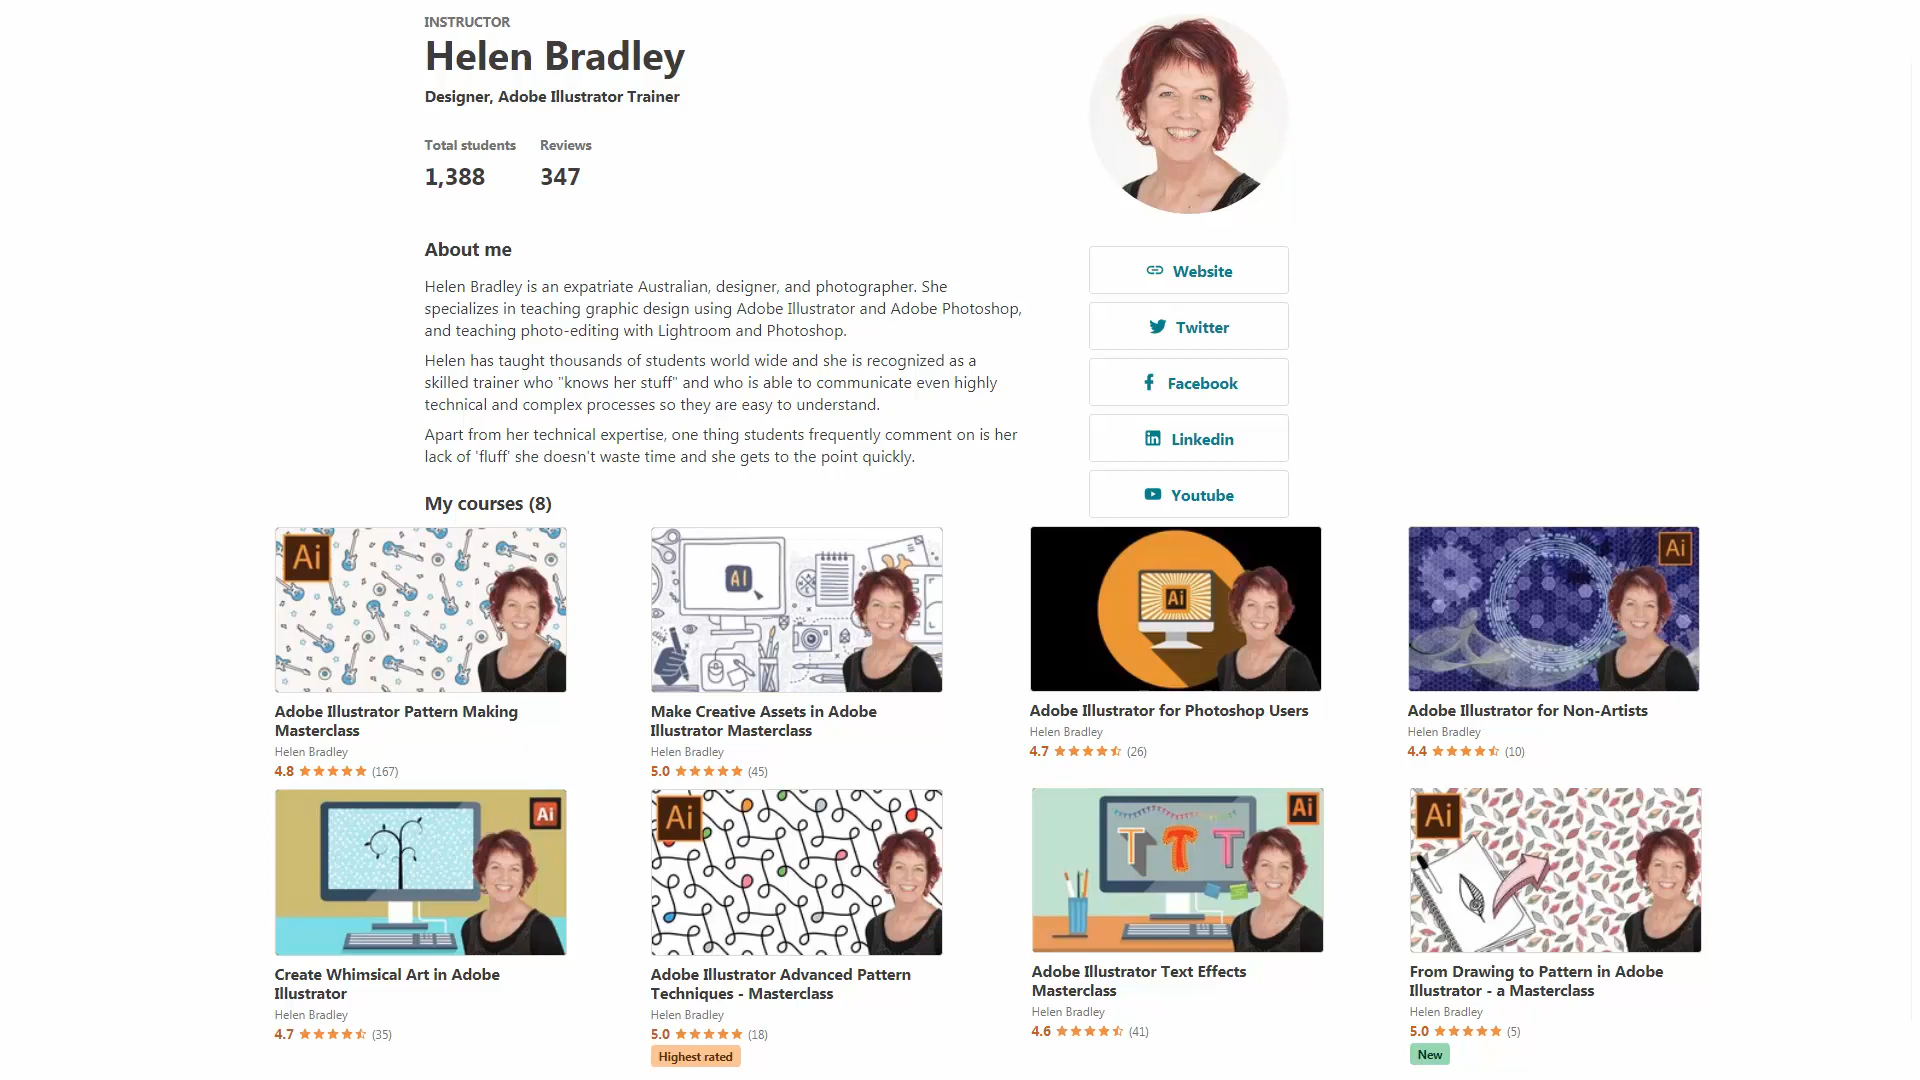 INSTRUCTOR
Helen Bradley
Designer, Adobe Illustrator Trainer
Total students Reviews
1,388 347
About me
Helen Bradley is an expatriate Australian, designer, and photographer. She
specializes in teaching graphic design using Adobe Illustrator and Adobe Photoshop,
and teaching photo-editing with Lightroom and Photoshop.
Helen has taught thousands of students world wide and she is recognized as a
skilled trainer who "knows her stuff" and who is able to communicate even highly
technical and complex processes so they are easy to understand.
Apart from her technical expertise, one thing students frequently comment on is her
lack of 'fluff' she doesn't waste time and she gets to the point quickly.
Website
Twitter
Facebook
Linkedin
Youtube
My courses (8)
Ai
Adobe Illustrator Pattern Making
Masterclass
Helen Bradley
4.8 (167)
AI
Make Creative Assets in Adobe
Illustrator Masterclass
Helen Bradley
5.0 (45)
Ai
Adobe Illustrator for Photoshop Users
Helen Bradley
4.7 (26)
Ai
Adobe Illustrator for Non-Artists
Helen Bradley
4.4 (10)
Ai
Create Whimsical Art in Adobe
Illustrator
Helen Bradley
4.7 (35)
Ai
Adobe Illustrator Advanced Pattern
Techniques - Masterclass
Helen Bradley
5.0 (18)
Highest rated
Ai
T T T
Adobe Illustrator Text Effects
Masterclass
Helen Bradley
4.6 (41)
Ai
From Drawing to Pattern in Adobe
Illustrator - a Masterclass
Helen Bradley
5.0 (5)
New